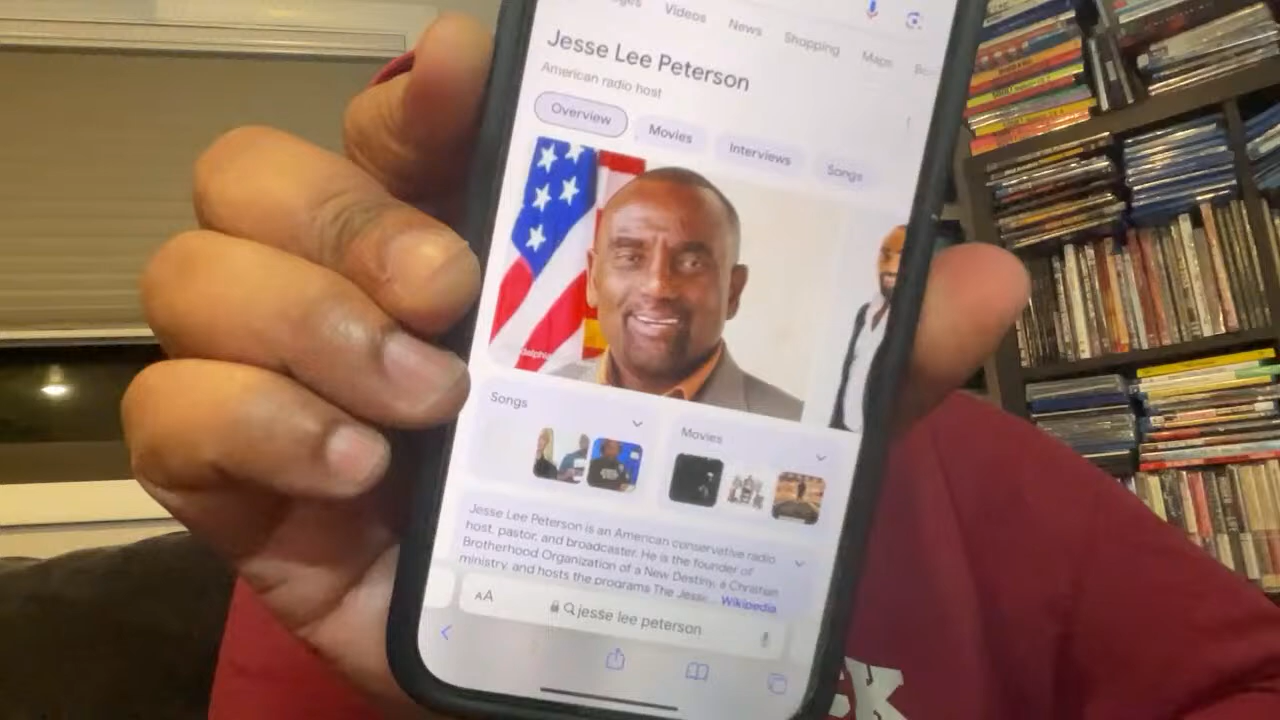 Videos
News
Shopping
Maps
Jesse Lee Peterson
American radio host
Overview
Movies
Interviews
Songs
Songs
Movies
Jesse Lee Peterson is an American conservative radio
host, pastor, and broadcaster. He is the founder of
Brotherhood Organization of a New Destiny, a Christian
ministry, and hosts the programs The Jesse... Wikipedia
AA
jesse lee peterson